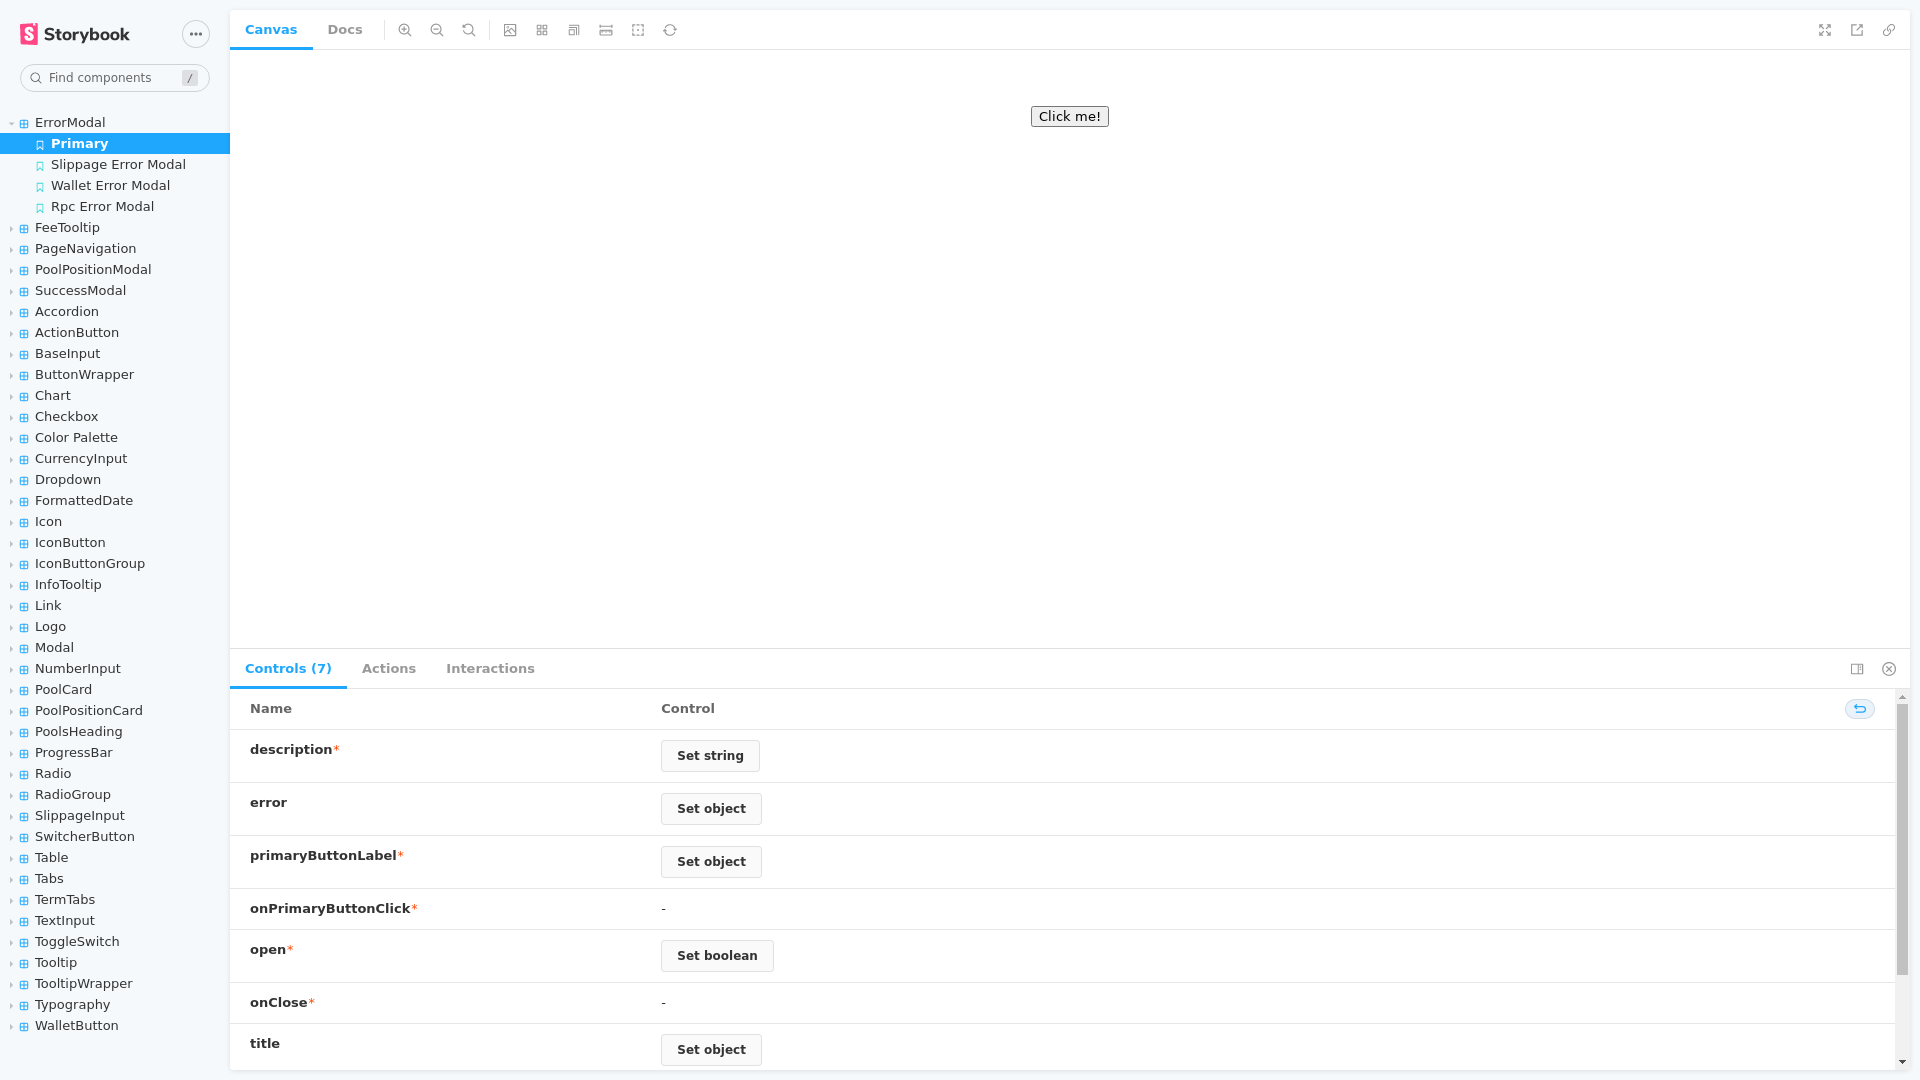 Storybook
Find components /
ErrorModal
Primary
Slippage Error Modal
Wallet Error Modal
Rpc Error Modal
FeeTooltip
PageNavigation
PoolPositionModal
SuccessModal
Accordion
ActionButton
BaseInput
ButtonWrapper
Chart
Checkbox
Color Palette
CurrencyInput
Dropdown
FormattedDate
Icon
IconButton
IconButtonGroup
InfoTooltip
Link
Logo
Modal
NumberInput
PoolCard
PoolPositionCard
PoolsHeading
ProgressBar
Radio
RadioGroup
SlippageInput
SwitcherButton
Table
Tabs
TermTabs
TextInput
ToggleSwitch
Tooltip
TooltipWrapper
Typography
WalletButton
Canvas Docs
Click me!
Controls (7) Actions Interactions
Name Control
description* Set string
error Set object
primaryButtonLabel* Set object
onPrimaryButtonClick* -
open* Set boolean
onClose* -
title Set object